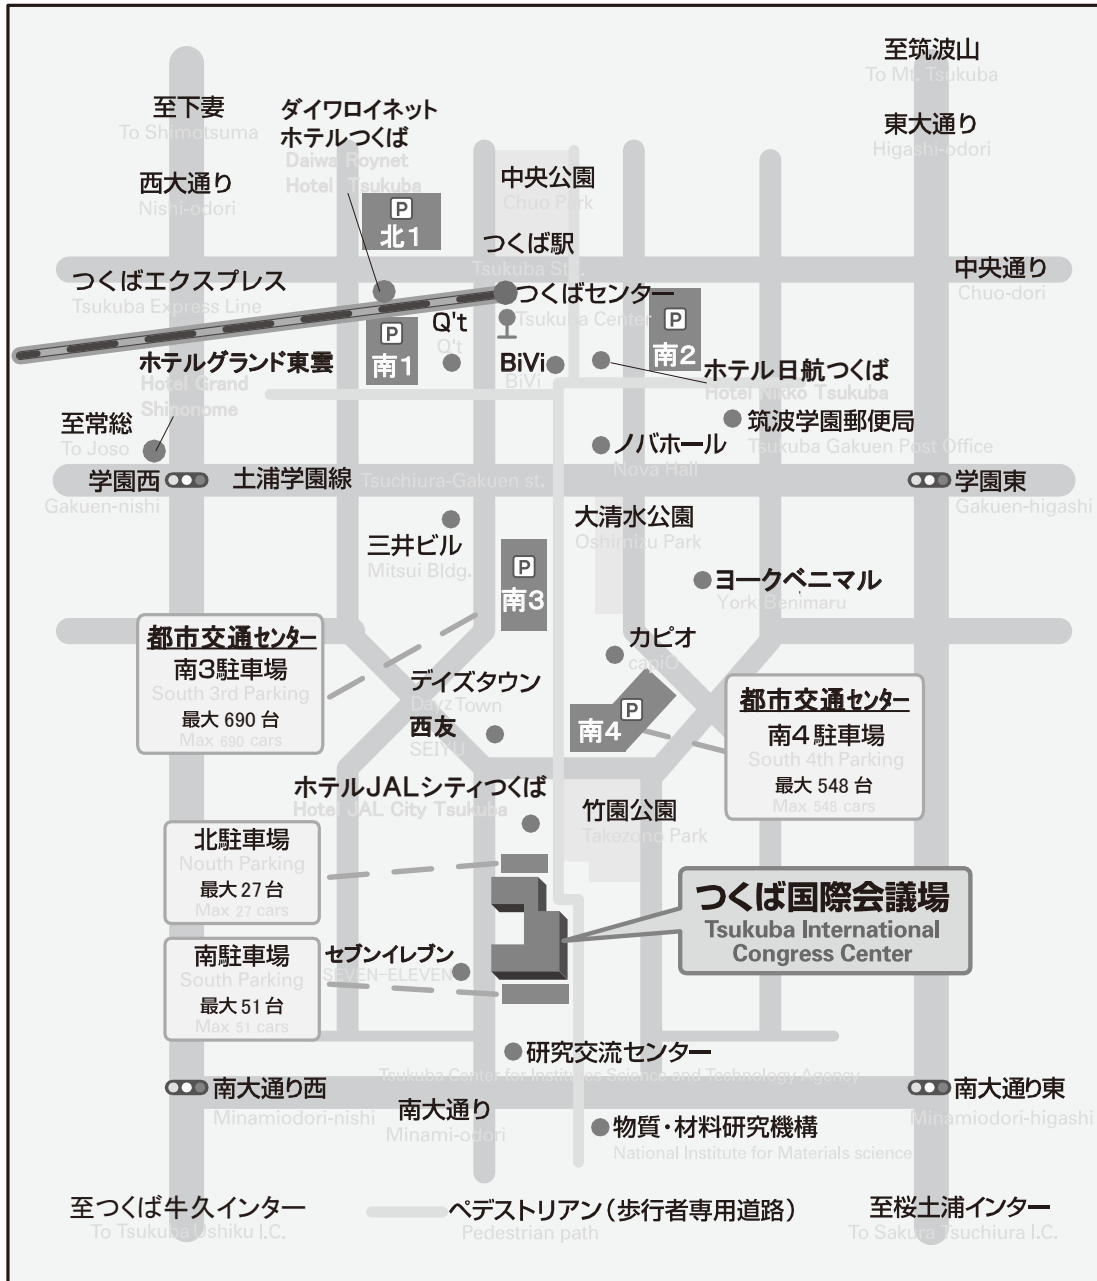 至筑波山
To Mt. Tsukuba
至下妻
To Shimotsuma
ダイワロイネット
ホテルつくば
Daiwa Roynet
Hotel Tsukuba
東大通り
Higashi-odori
西大通り
Nishi-odori
中央公園
Chuo Park
P
北1
つくば駅
Tsukuba Sta.
つくばエクスプレス
Tsukuba Express Line
中央通り
Chuo-dori
つくばセンター
Tsukuba Center
P
南1
Q't
Q't
BiVi
BiVi
P
南2
ホテルグランド東雲
Hotel Grand
Shinonome
ホテル日航つくば
Hotel Nikko Tsukuba
至常総
To Joso
筑波学園郵便局
Tsukuba Gakuen Post Office
ノバホール
Nova Hall
学園西
Gakuen-nishi
土浦学園線
Tsuchiura-Gakuen st.
学園東
Gakuen-higashi
大清水公園
Oshimizu Park
三井ビル
Mitsui Bldg.
P
南3
ヨークベニマル
York Benimaru
都市交通センター
南3駐車場
South 3rd Parking
最大 690 台
Max 690 cars
カピオ
capiO
デイズタウン
Dayz Town
西友
SEIYU
P
南4
都市交通センター
南4駐車場
South 4th Parking
最大 548 台
Max 548 cars
ホテルJALシティつくば
Hotel JAL City Tsukuba
竹園公園
Takezono Park
北駐車場
Nouth Parking
最大 27 台
Max 27 cars
つくば国際会議場
Tsukuba International
Congress Center
南駐車場
South Parking
最大 51 台
Max 51 cars
セブンイレブン
SEVEN-ELEVEN
研究交流センター
Tsukuba Center for Institutes Science and Technology Agency
南大通り西
Minamiodori-nishi
南大通り
Minami-odori
南大通り東
Minamiodori-higashi
物質・材料研究機構
National Institute for Materials science
至つくば牛久インター
To Tsukuba Ushiku I.C.
ペデストリアン(歩行者専用道路)
Pedestrian path
至桜土浦インター
To Sakura Tsuchiura I.C.